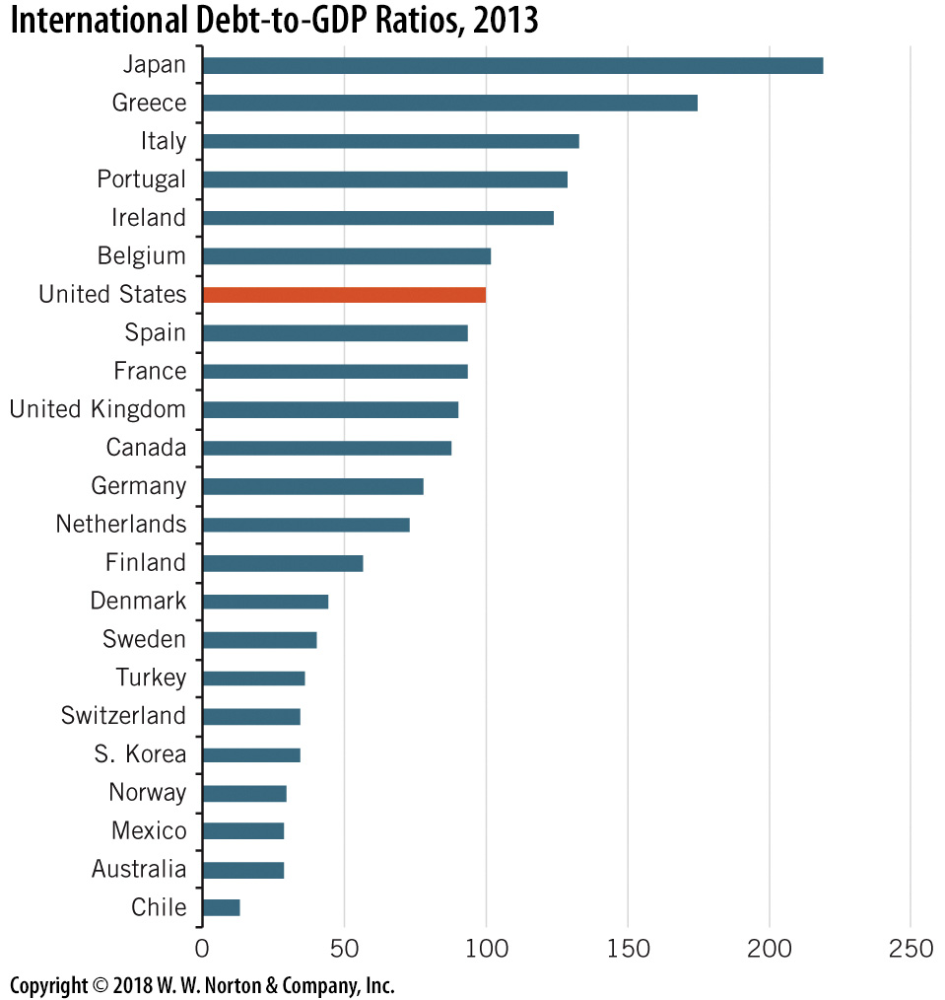 International Debt-to-GDP Ratios, 2013
Japan
Greece
Italy
Portugal
Ireland
Belgium
United States
Spain
France
United Kingdom
Canada
Germany
Netherlands
Finland
Denmark
Sweden
Turkey
Switzerland
S. Korea
Norway
Mexico
Australia
Chile
0 50 100 150 200 250
Copyright © 2018 W. W. Norton & Company, Inc.